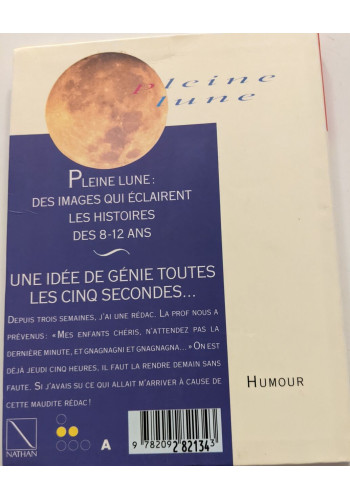 pleine
lune
PLEINE LUNE :
DES IMAGES QUI ÉCLAIRENT
LES HISTOIRES
DES 8-12 ANS
UNE IDÉE DE GÉNIE TOUTES
LES CINQ SECONDES...
DEPUIS TROIS SEMAINES, J'AI UNE RÉDAC. LA PROF NOUS A
PRÉVENUS : « MES ENFANTS CHÉRIS, N'ATTENDEZ PAS LA
DERNIÈRE MINUTE, ET GNAGNAGNI ET GNAGNAGNA... » ON EST
DÉJÀ JEUDI CINQ HEURES, IL FAUT LA RENDRE DEMAIN SANS
FAUTE. SI J'AVAIS SU CE QUI ALLAIT M'ARRIVER À CAUSE DE
CETTE MAUDITE RÉDAC !
HUMOUR
N
NATHAN
A
9 782092 821343